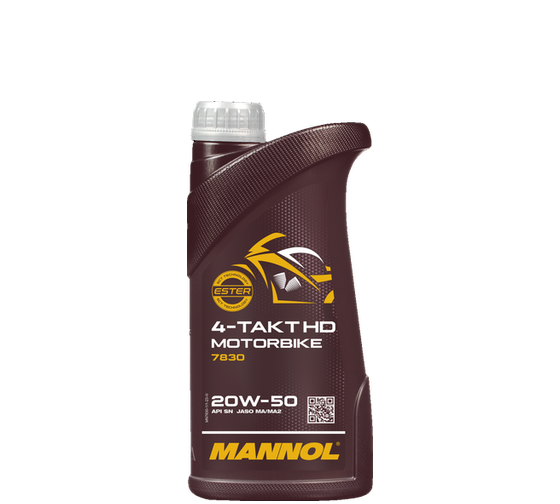 ESTER
4-TAKT HD
MOTORBIKE
7830
20W-50
API SN JASO MA/MA2
MANNOL